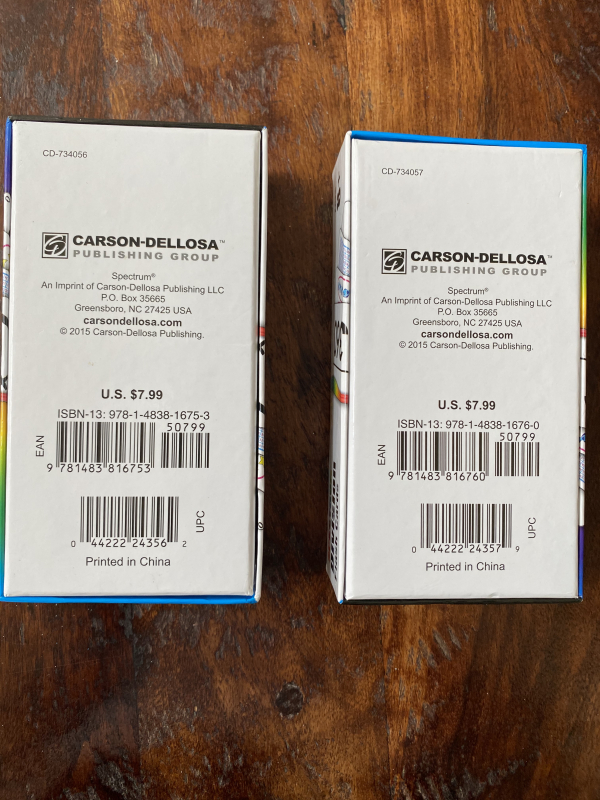 CD-734056
CARSON-DELLOSA™
PUBLISHING GROUP
Spectrum®
An Imprint of Carson-Dellosa Publishing LLC
P.O. Box 35665
Greensboro, NC 27425 USA
carsondellosa.com
© 2015 Carson-Dellosa Publishing.
U.S. $7.99
ISBN-13: 978-1-4838-1675-3
50799
EAN
9 781483 816753
UPC
0 44222 24356 2
Printed in China
CD-734057
CARSON-DELLOSA™
PUBLISHING GROUP
Spectrum®
An Imprint of Carson-Dellosa Publishing LLC
P.O. Box 35665
Greensboro, NC 27425 USA
carsondellosa.com
© 2015 Carson-Dellosa Publishing.
U.S. $7.99
ISBN-13: 978-1-4838-1676-0
50799
EAN
9 781483 816760
UPC
0 44222 24357 9
Printed in China